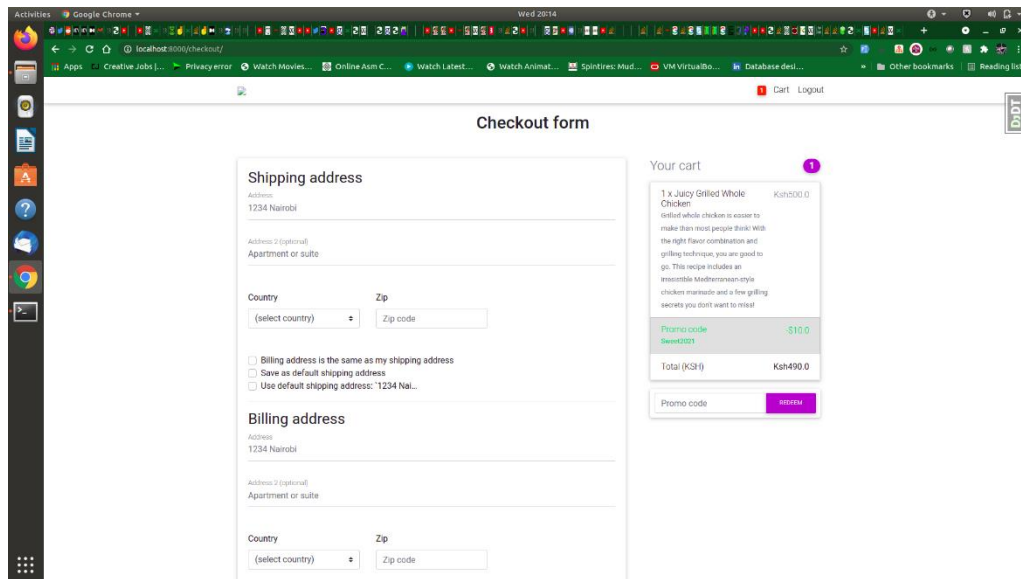 Activities Google Chrome Wed 20:14
localhost:8000/checkout/
Apps Creative Jobs |... Privacy error Watch Movies... Online Asm C... Watch Latest... Watch Animat... Spintires: Mud... VM VirtualBo... Database desi... » Other bookmarks Reading list
1 Cart Logout
DJDT
Checkout form
Shipping address
Address
1234 Nairobi
Address 2 (optional)
Apartment or suite
Country Zip
(select country) Zip code
Billing address is the same as my shipping address
Save as default shipping address
Use default shipping address: `1234 Nai...
Billing address
Address
1234 Nairobi
Address 2 (optional)
Apartment or suite
Country Zip
(select country) Zip code
Your cart 1
1 x Juicy Grilled Whole Ksh500.0
Chicken
Grilled whole chicken is easier to
make than most people think! With
the right flavor combination and
grilling technique, you are good to
go. This recipe includes an
irresistible Mediterranean-style
chicken marinade and a few grilling
secrets you don't want to miss!
Promo code -$10.0
Sweet2021
Total (KSH) Ksh490.0
Promo code REDEEM